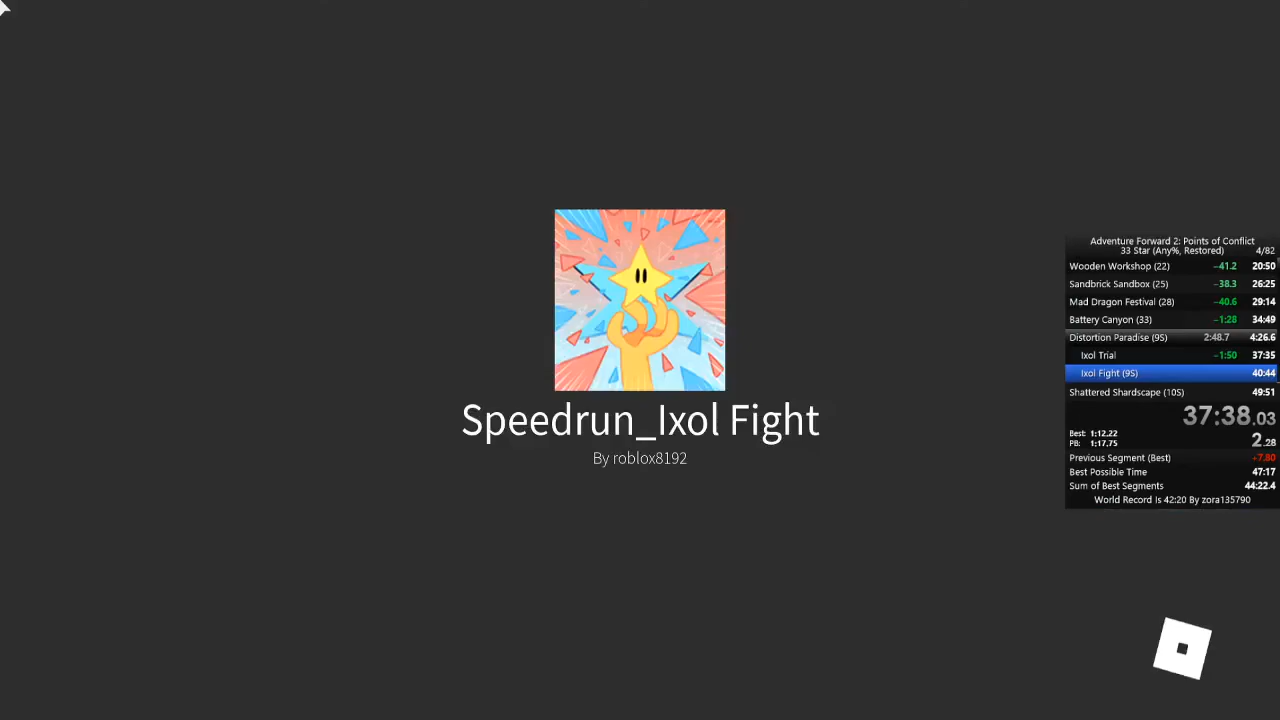 Speedrun_Ixol Fight
By roblox8192
Adventure Forward 2: Points of Conflict
33 Star (Any%, Restored) 4/82
Wooden Workshop (22) −41.2 20:50
Sandbrick Sandbox (25) −38.3 26:25
Mad Dragon Festival (28) −40.6 29:14
Battery Canyon (33) −1:28 34:49
Distortion Paradise (9S) 2:48.7 4:26.6
Ixol Trial −1:50 37:35
Ixol Fight (9S) 40:44
Shattered Shardscape (10S) 49:51
37:38.03
Best: 1:12.22
PB: 1:17.75 2.28
Previous Segment (Best) +7.80
Best Possible Time 47:17
Sum of Best Segments 44:22.4
World Record Is 42:20 By zora135790